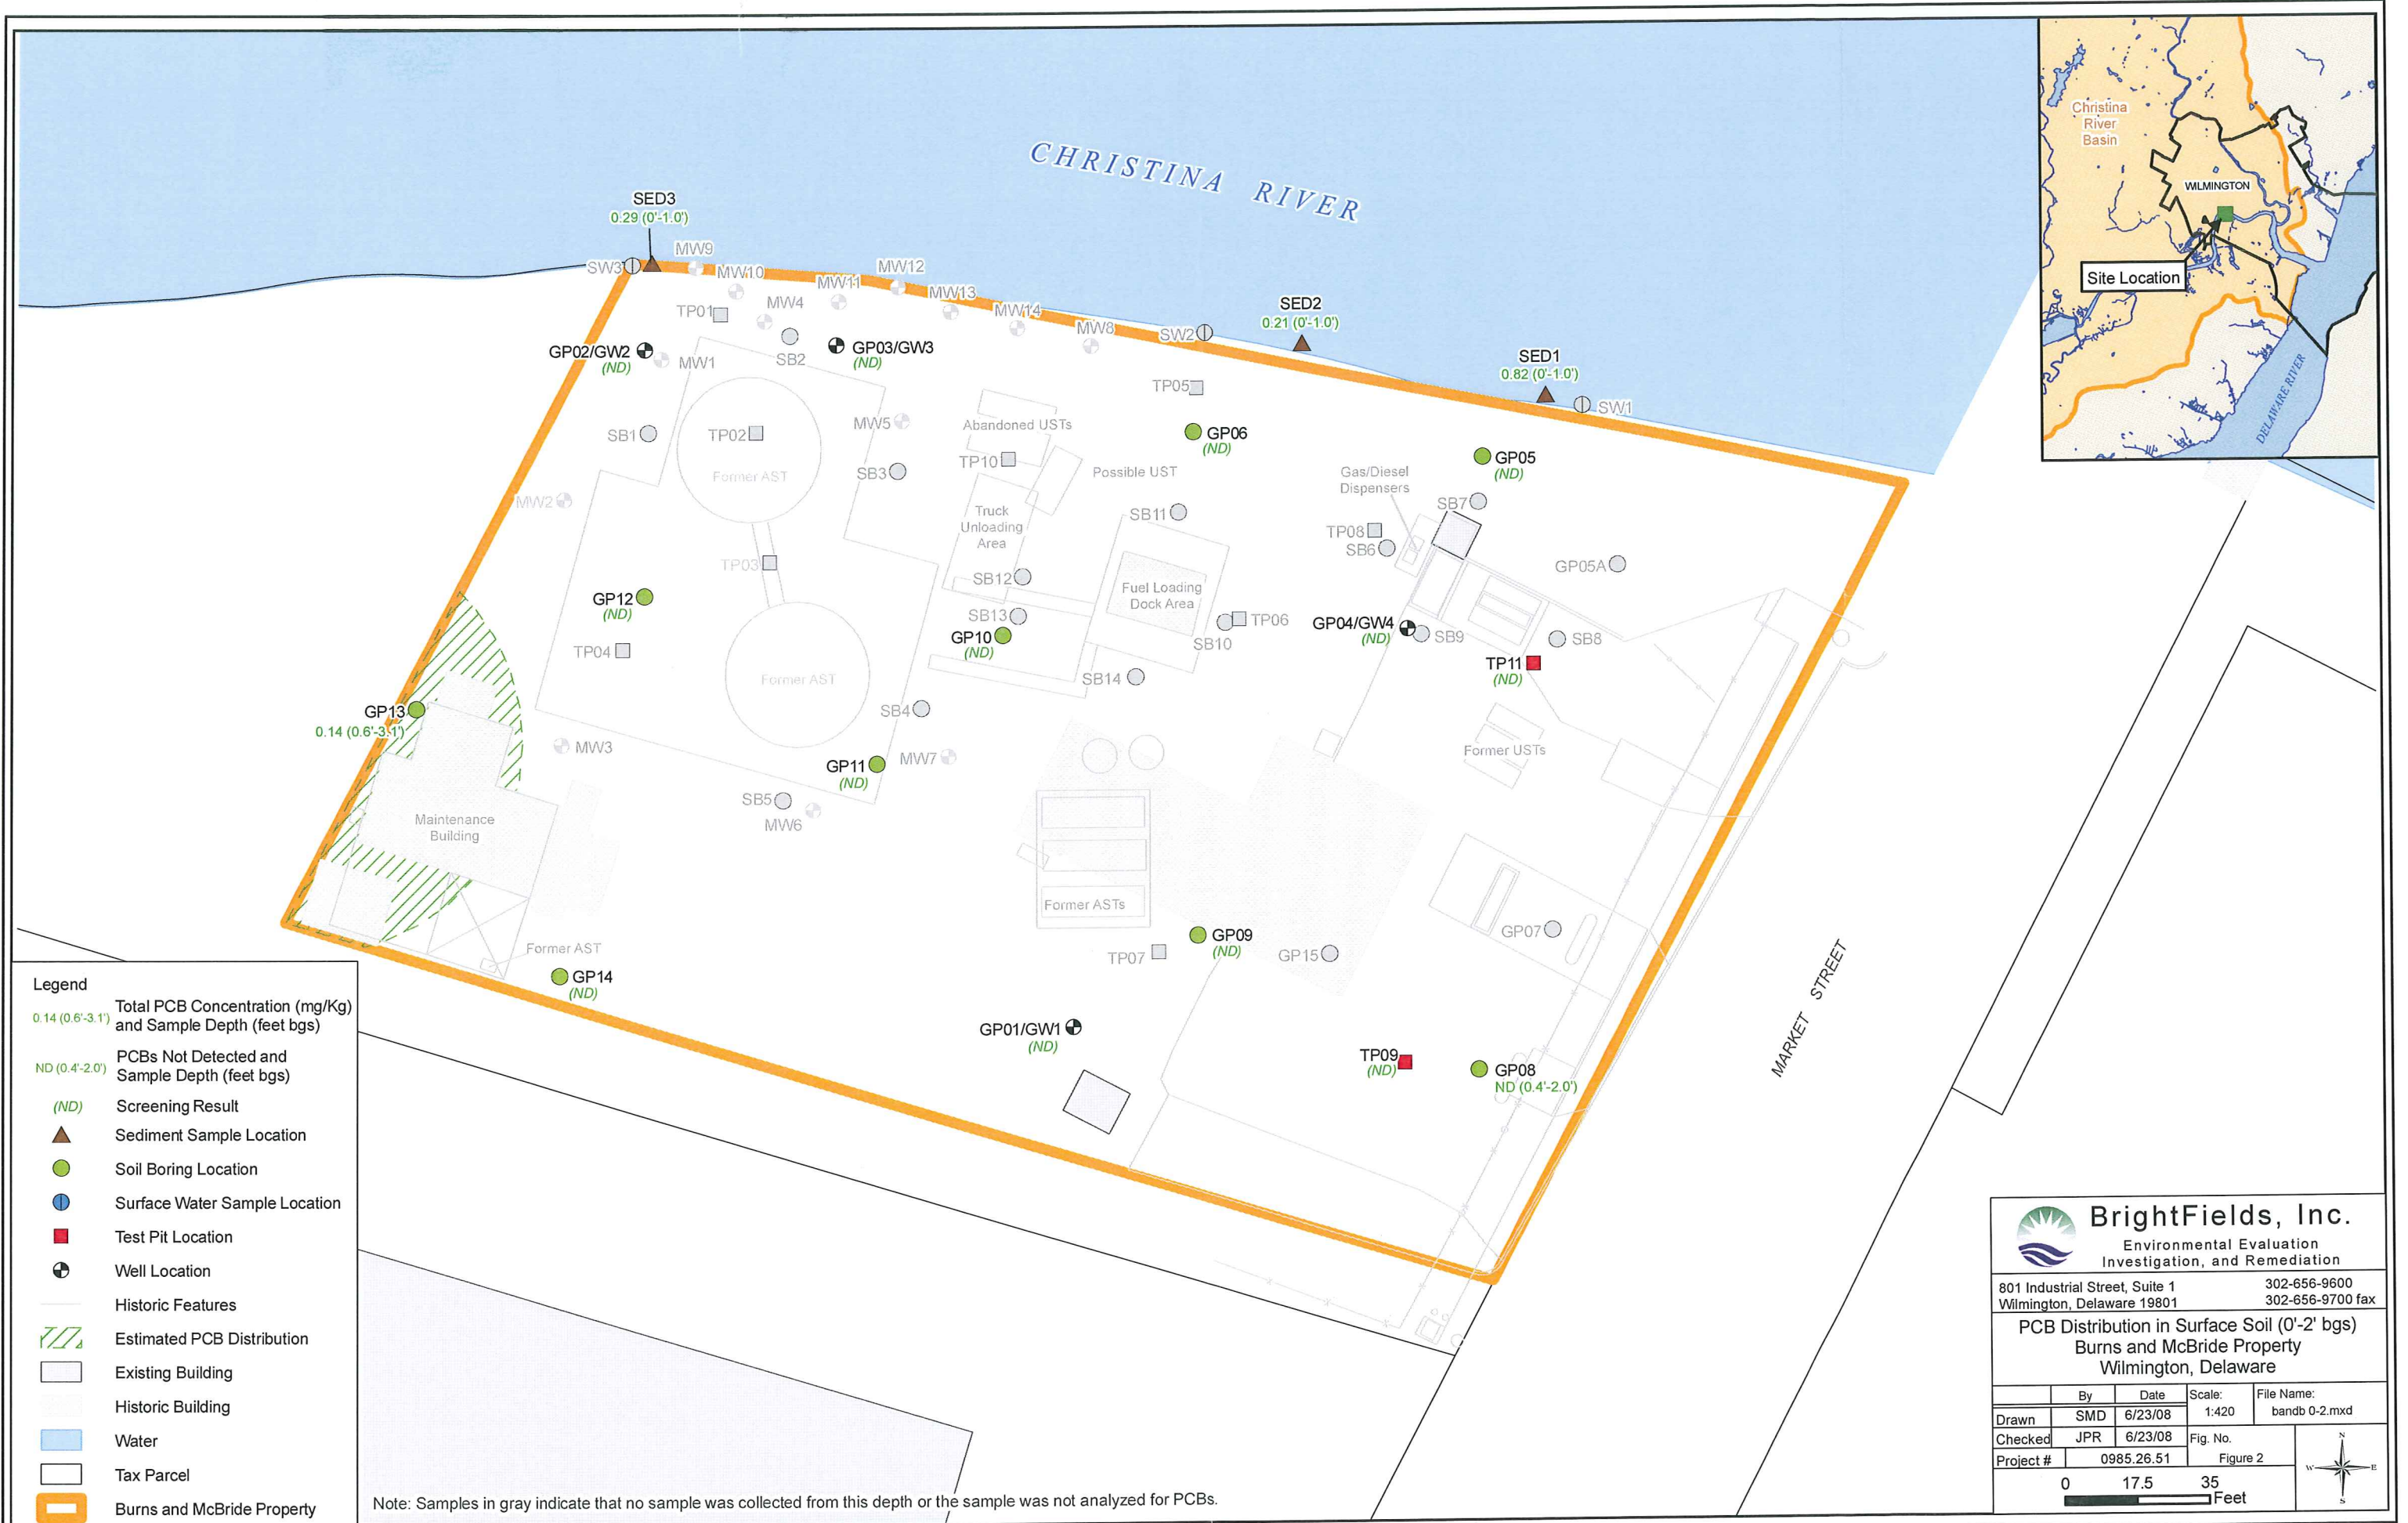 CHRISTINA RIVER
SED3
0.29 (0'-1.0')
SW3
MW9
MW10
MW11
MW12
MW13
MW14
MW8
SW2
SED2
0.21 (0'-1.0')
SED1
0.82 (0'-1.0')
SW1
TP01
MW4
SB2
GP02/GW2
(ND)
MW1
GP03/GW3
(ND)
TP05
GP06
(ND)
GP05
(ND)
SB1
TP02
Former AST
MW5
SB3
Abandoned USTs
TP10
Possible UST
Gas/Diesel
Dispensers
SB7
MW2
Truck
Unloading
Area
SB11
TP08
SB6
GP05A
TP03
SB12
Fuel Loading
Dock Area
GP12
(ND)
SB13
GP10
(ND)
TP06
SB10
GP04/GW4
(ND)
SB9
SB8
TP04
TP11
(ND)
Former AST
SB14
GP13
0.14 (0.6'-3.1')
SB4
MW3
GP11
(ND)
MW7
Former USTs
SB5
MW6
Maintenance
Building
Former ASTs
GP07
GP09
(ND)
TP07
GP15
Former AST
GP14
(ND)
GP01/GW1
(ND)
TP09
(ND)
GP08
ND (0.4'-2.0')
MARKET STREET
Christina
River
Basin
WILMINGTON
Site Location
DELAWARE RIVER
Legend
0.14 (0.6'-3.1')
Total PCB Concentration (mg/Kg)
and Sample Depth (feet bgs)
ND (0.4'-2.0')
PCBs Not Detected and
Sample Depth (feet bgs)
(ND) Screening Result
Sediment Sample Location
Soil Boring Location
Surface Water Sample Location
Test Pit Location
Well Location
Historic Features
Estimated PCB Distribution
Existing Building
Historic Building
Water
Tax Parcel
Burns and McBride Property
Note: Samples in gray indicate that no sample was collected from this depth or the sample was not analyzed for PCBs.
BrightFields, Inc.
Environmental Evaluation
Investigation, and Remediation
801 Industrial Street, Suite 1 302-656-9600
Wilmington, Delaware 19801 302-656-9700 fax
PCB Distribution in Surface Soil (0'-2' bgs)
Burns and McBride Property
Wilmington, Delaware
By Date Scale: File Name:
Drawn SMD 6/23/08 1:420 bandb 0-2.mxd
Checked JPR 6/23/08 Fig. No.
Project # 0985.26.51 Figure 2
0 17.5 35
Feet
N
W E
S